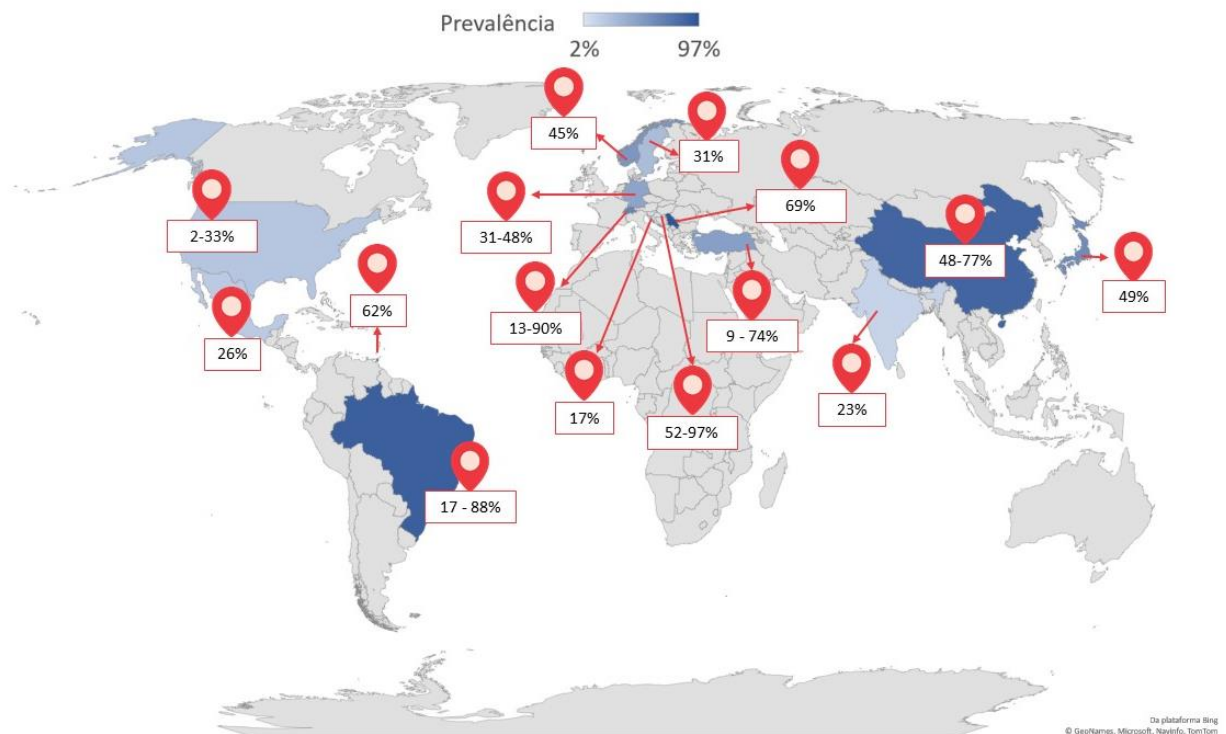 Prevalência
2% 97%
45%
31%
69%
2-33%
31-48%
48-77%
62%
49%
13-90%
9 - 74%
26%
17%
23%
52-97%
17 - 88%
Da plataforma Bing
© GeoNames, Microsoft, Navinfo, TomTom